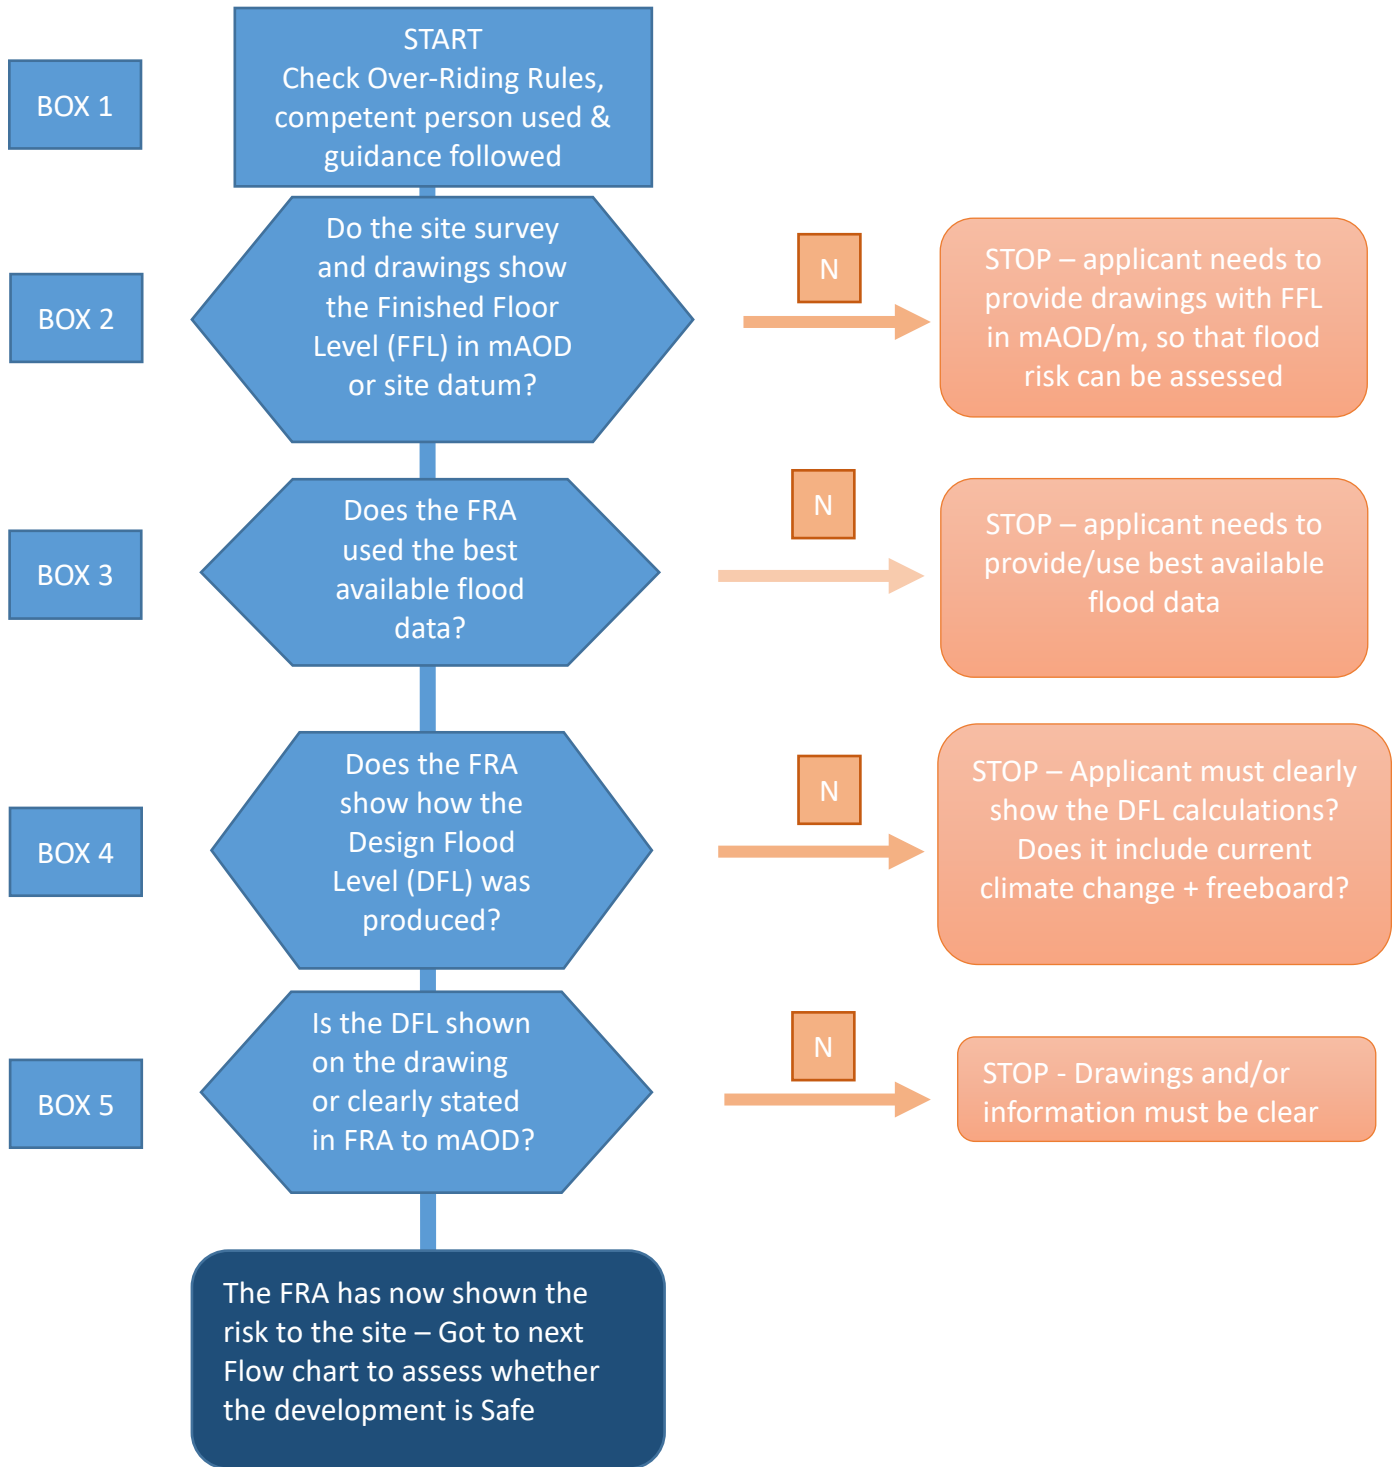 BOX 1
START
Check Over-Riding Rules,
competent person used &
guidance followed
BOX 2
Do the site survey
and drawings show
the Finished Floor
Level (FFL) in mAOD
or site datum?
N
STOP – applicant needs to
provide drawings with FFL
in mAOD/m, so that flood
risk can be assessed
BOX 3
Does the FRA
used the best
available flood
data?
N
STOP – applicant needs to
provide/use best available
flood data
BOX 4
Does the FRA
show how the
Design Flood
Level (DFL) was
produced?
N
STOP – Applicant must clearly
show the DFL calculations?
Does it include current
climate change + freeboard?
BOX 5
Is the DFL shown
on the drawing
or clearly stated
in FRA to mAOD?
N
STOP - Drawings and/or
information must be clear
The FRA has now shown the
risk to the site – Got to next
Flow chart to assess whether
the development is Safe